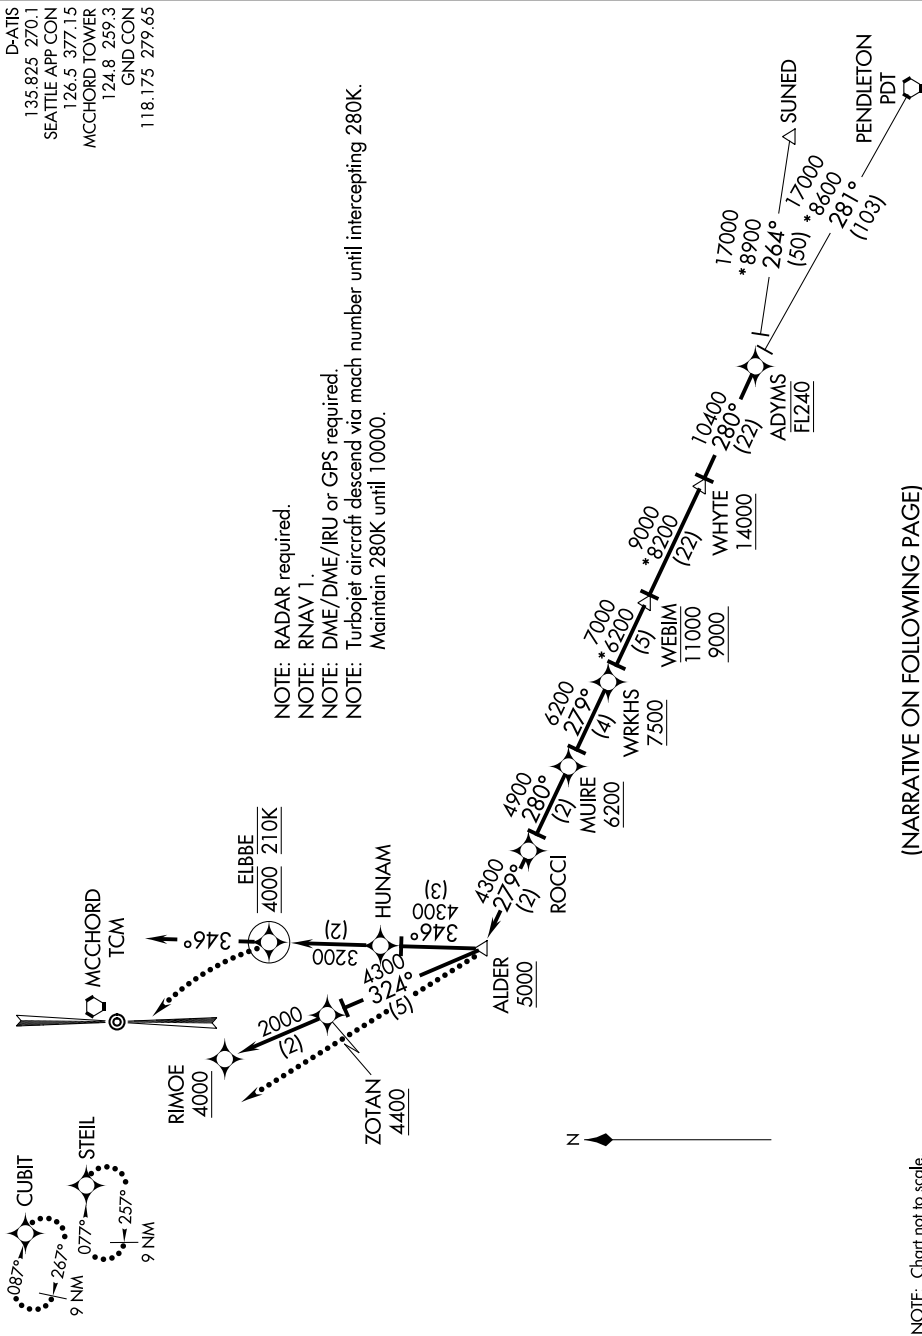 D-ATIS
135.825 270.1
SEATTLE APP CON
126.5 377.15
MCCHORD TOWER
124.8 259.3
GND CON
118.175 279.65
CUBIT
087°
267°
9 NM
STEIL
077°
257°
9 NM
MCCHORD
TCM
RIMOE
4000
2000
(2)
ZOTAN
4400
4300
324°
(5)
ELBBE
4000 210K
346°
3200
(2)
HUNAM
346°
4300
(3)
ALDER
5000
4300
279°
(2)
ROCCI
4900
280°
(2)
MUIRE
6200
6200
279°
(4)
WRKHS
7500
7000
*6200
(5)
WEBIM
11000
9000
9000
*8200
(22)
WHYTE
14000
10400
280°
(22)
ADYMS
FL240
17000
*8900
264°
(50)
SUNED
17000
*8600
281°
(103)
PENDLETON
PDT
NOTE: RADAR required.
NOTE: RNAV 1.
NOTE: DME/DME/IRU or GPS required.
NOTE: Turbojet aircraft descend via mach number until intercepting 280K.
Maintain 280K until 10000.
N
(NARRATIVE ON FOLLOWING PAGE)
NOTE: Chart not to scale